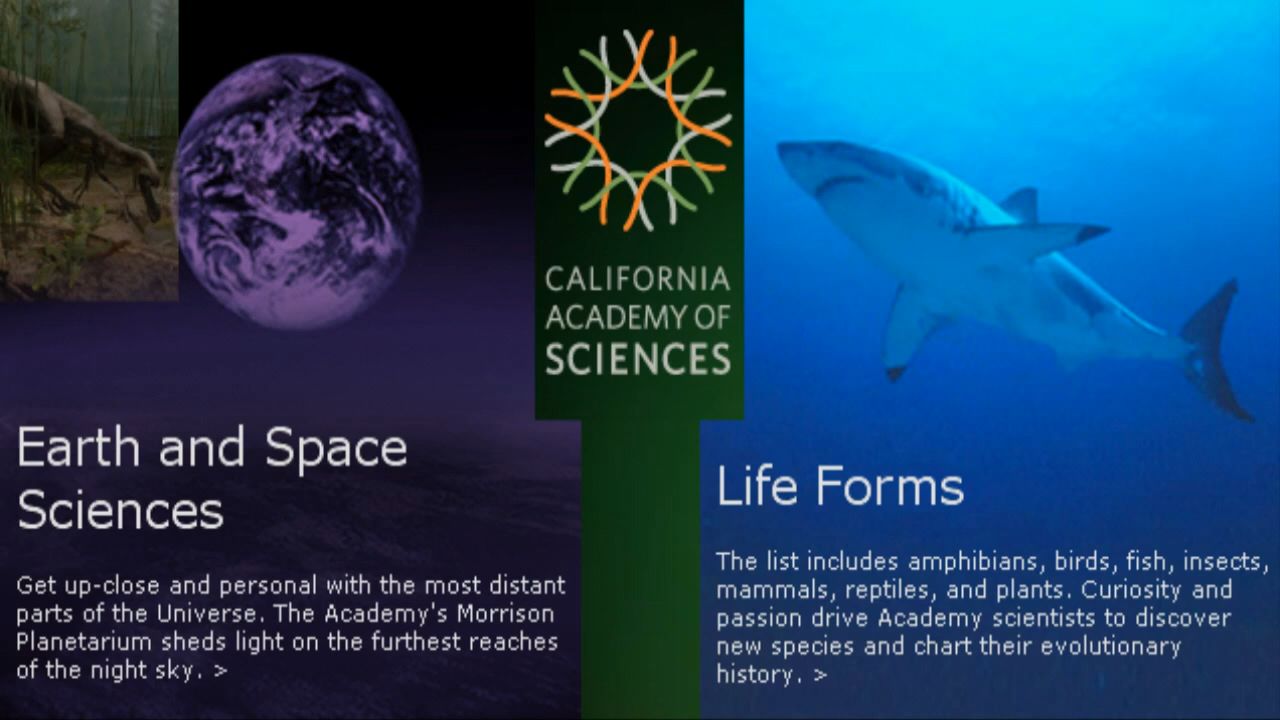 CALIFORNIA
ACADEMY OF
SCIENCES
Earth and Space
Sciences
Get up-close and personal with the most distant
parts of the Universe. The Academy's Morrison
Planetarium sheds light on the furthest reaches
of the night sky. >
Life Forms
The list includes amphibians, birds, fish, insects,
mammals, reptiles, and plants. Curiosity and
passion drive Academy scientists to discover
new species and chart their evolutionary
history. >